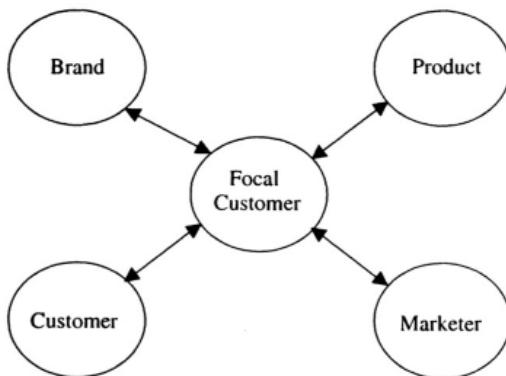 Brand
Product
Focal
Customer
Customer
Marketer